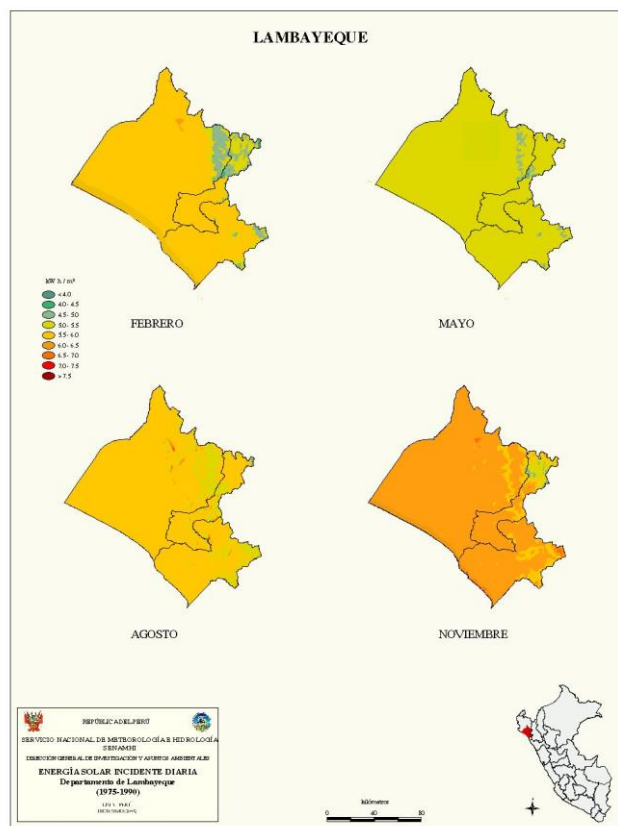 LAMBAYEQUE
kW h / m²
< 4.0
4.0 - 4.5
4.5 - 5.0
5.0 - 5.5
5.5 - 6.0
6.0 - 6.5
6.5 - 7.0
7.0 - 7.5
> 7.5
FEBRERO
MAYO
AGOSTO
NOVIEMBRE
REPÚBLICA DEL PERÚ
SERVICIO NACIONAL DE METEOROLOGÍA E HIDROLOGÍA
SENAMHI
DIRECCIÓN GENERAL DE INVESTIGACIÓN Y ASUNTOS AMBIENTALES
ENERGÍA SOLAR INCIDENTE DIARIA
Departamento de Lambayeque
(1975-1990)
PERÚ
kilómetros
0 40 80